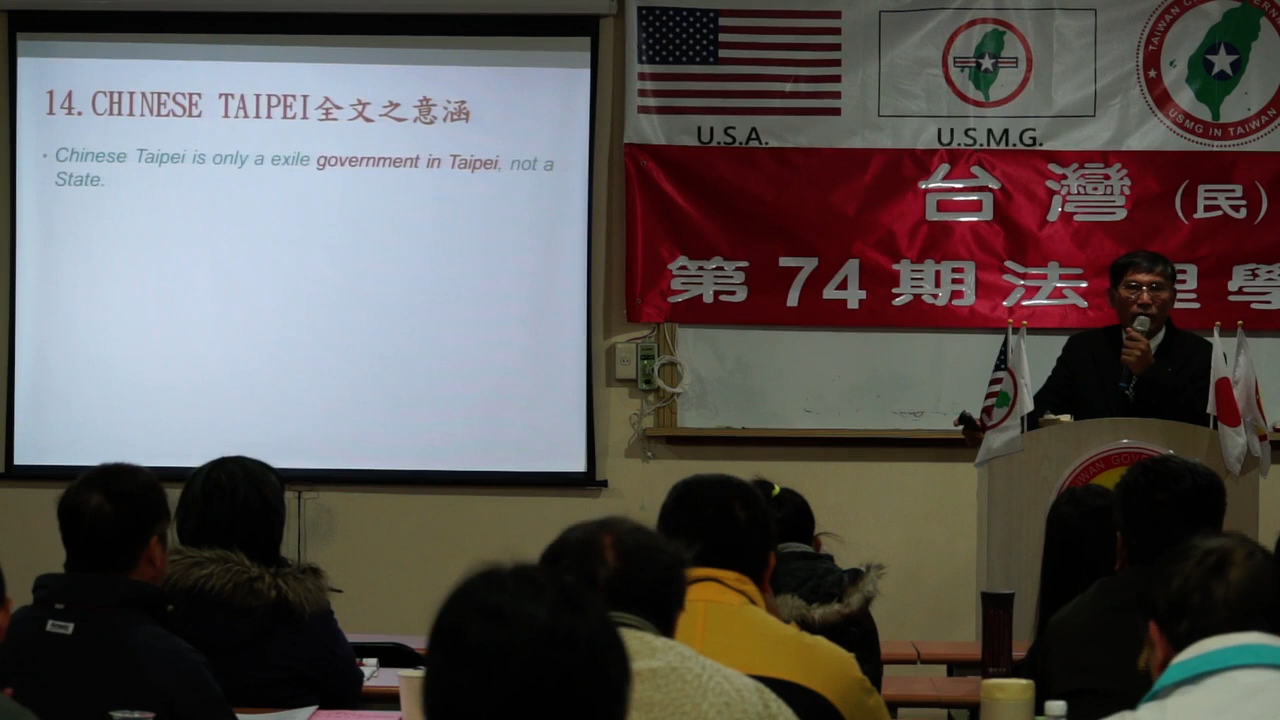 14.CHINESE TAIPEI全文之意涵
• Chinese Taipei is only a exile government in Taipei, not a
State.
U.S.A.
U.S.M.G.
USMG IN TAIWAN
台灣(民)
第74期法理學